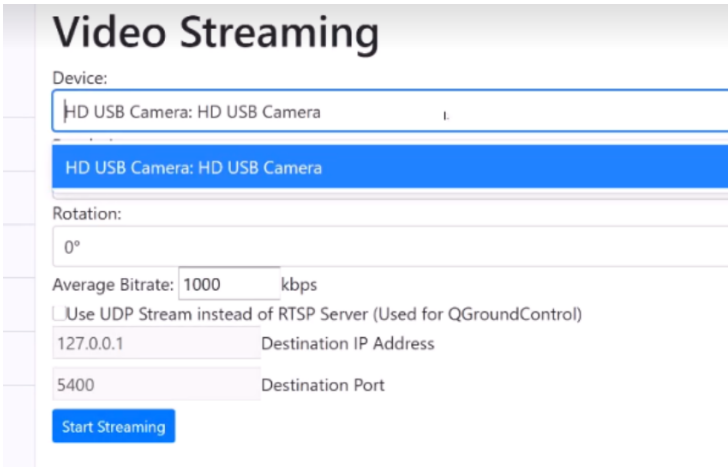 Video Streaming
Device:
HD USB Camera: HD USB Camera
HD USB Camera: HD USB Camera
Rotation:
0°
Average Bitrate: 1000 kbps
Use UDP Stream instead of RTSP Server (Used for QGroundControl)
127.0.0.1 Destination IP Address
5400 Destination Port
Start Streaming